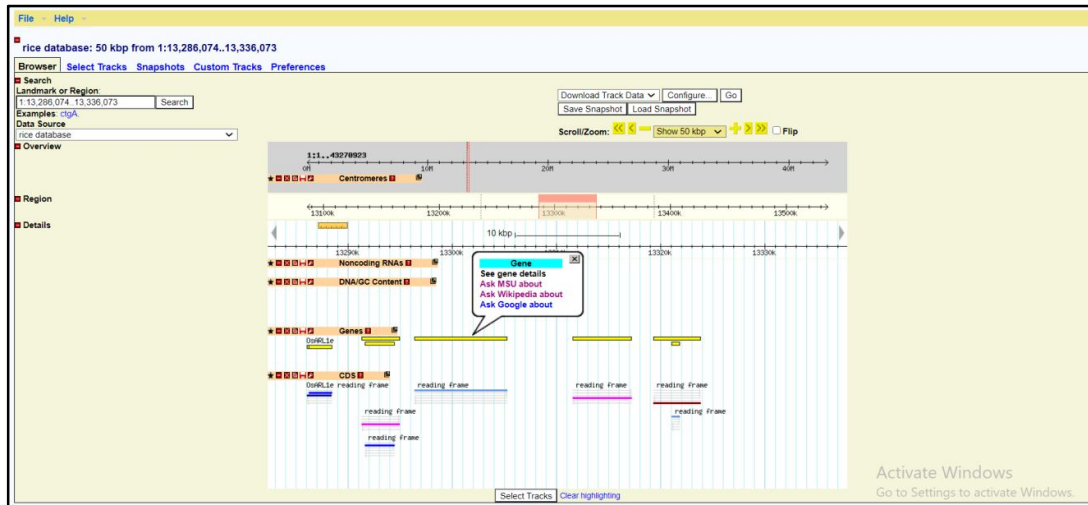 File Help
rice database: 50 kbp from 1:13,286,074..13,336,073
Browser Select Tracks Snapshots Custom Tracks Preferences
Search
Landmark or Region:
1:13,286,074..13,336,073 Search
Examples: ctgA.
Data Source
rice database
Download Track Data Configure... Go
Save Snapshot Load Snapshot
Scroll/Zoom: Show 50 kbp Flip
Overview
1:1..43270923
0M 10M 20M 30M 40M
Centromeres
Region
13100k 13200k 13300k 13400k 13500k
Details
10 kbp
13290k 13300k 13320k 13330k
Noncoding RNAs
DNA/GC Content
Gene
See gene details
Ask MSU about
Ask Wikipedia about
Ask Google about
Genes
OsARL1e
CDS
OsARL1e reading frame reading frame reading frame reading frame
reading frame reading frame
reading frame
Select Tracks Clear highlighting
Activate Windows
Go to Settings to activate Windows.